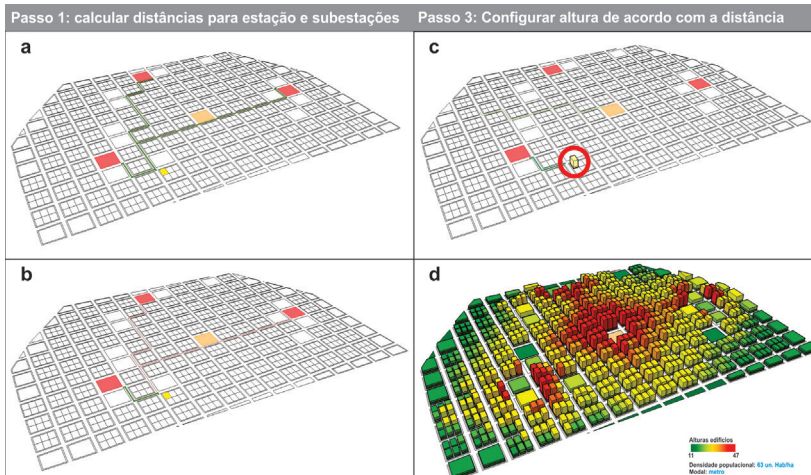 Passo 1: calcular distâncias para estação e subestações
Passo 3: Configurar altura de acordo com a distância
a
c
b
d
Alturas edifícios
11 47
Densidade populacional: 63 un. Hab/ha
Modal: metro